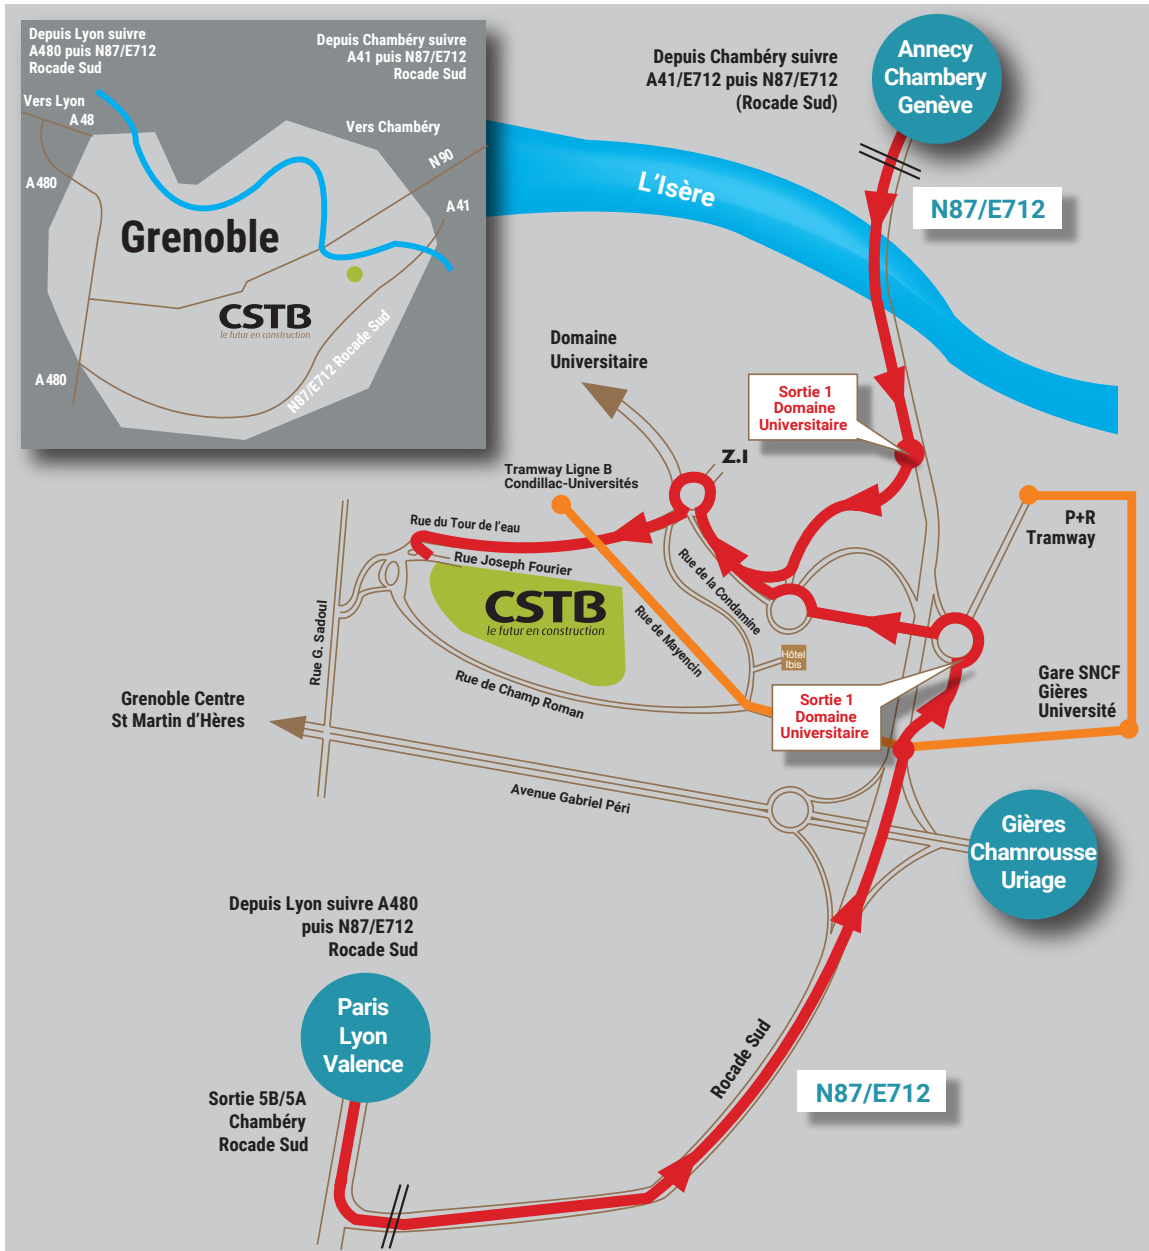 Depuis Lyon suivre
A480 puis N87/E712
Rocade Sud
Depuis Chambéry suivre
A41 puis N87/E712
Rocade Sud
Vers Lyon
A 48
Vers Chambéry
N 90
A 480
A 41
Grenoble
CSTB
le futur en construction
N87/E712 Rocade Sud
A 480
Depuis Chambéry suivre
A41/E712 puis N87/E712
(Rocade Sud)
Annecy
Chambery
Genève
N87/E712
L'Isère
Domaine
Universitaire
Sortie 1
Domaine
Universitaire
Z.I
Tramway Ligne B
Condillac-Universités
P+R
Tramway
Rue du Tour de l'eau
Rue Joseph Fourier
CSTB
le futur en construction
Rue de la Condamine
Rue de Mayencin
Rue G. Sadoul
Hôtel
Ibis
Rue de Champ Roman
Gare SNCF
Gières
Université
Grenoble Centre
St Martin d'Hères
Sortie 1
Domaine
Universitaire
Avenue Gabriel Péri
Gières
Chamrousse
Uriage
Depuis Lyon suivre A480
puis N87/E712
Rocade Sud
Paris
Lyon
Valence
Rocade Sud
N87/E712
Sortie 5B/5A
Chambéry
Rocade Sud